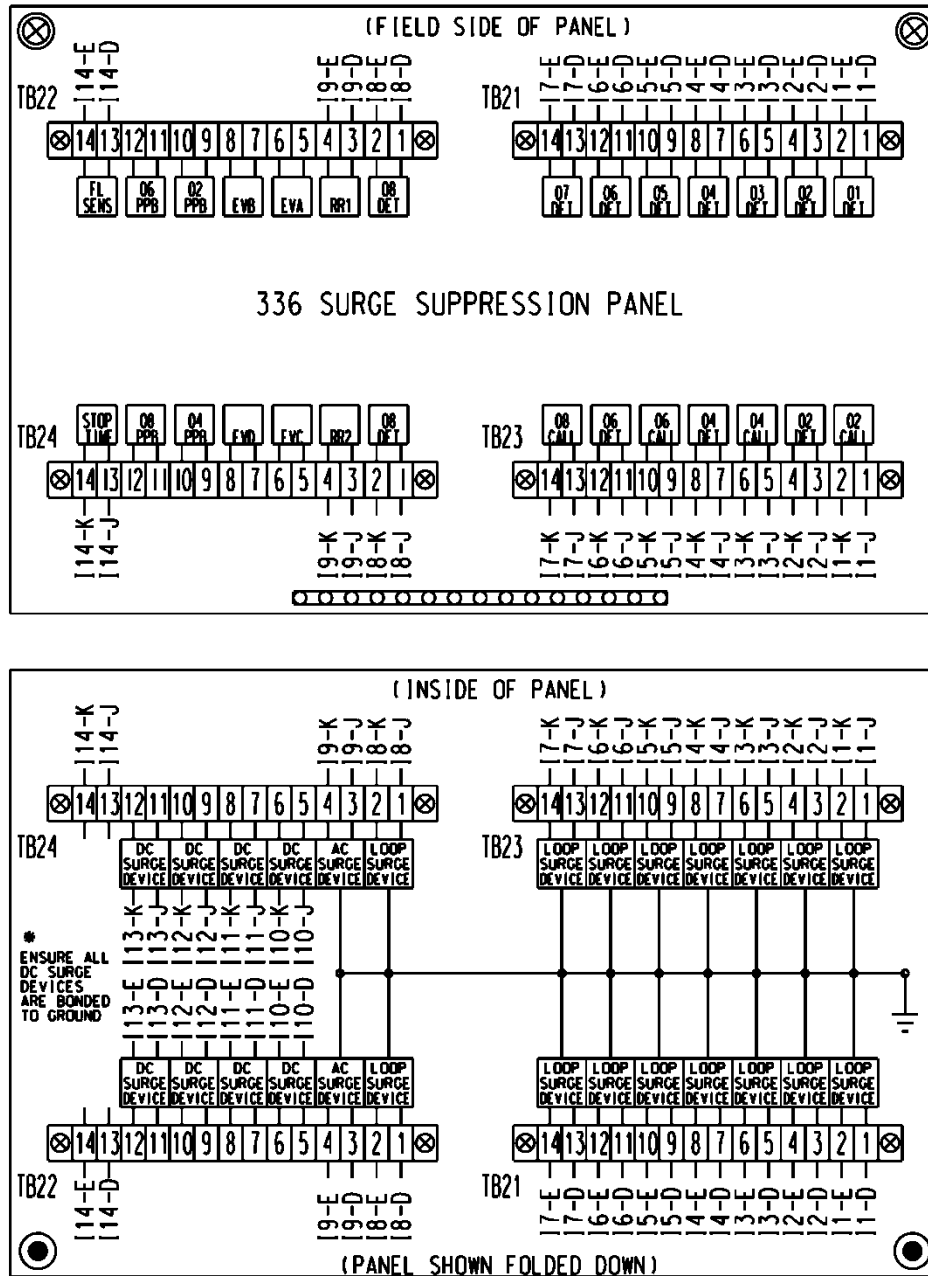 (FIELD SIDE OF PANEL)
I14-E I14-D I9-E I9-D I8-E I8-D
TB22
14 13 12 11 10 9 8 7 6 5 4 3 2 1
FL SENS 06 PPB 02 PPB EVB EVA RR1 08 DET
I7-E I7-D I6-E I6-D I5-E I5-D I4-E I4-D I3-E I3-D I2-E I2-D I1-E I1-D
TB21
14 13 12 11 10 9 8 7 6 5 4 3 2 1
07 DET 06 DET 05 DET 04 DET 03 DET 02 DET 01 DET
336 SURGE SUPPRESSION PANEL
STOP TIME 08 PPB 04 PPB EVD EVC RR2 08 DET
TB24
14 13 12 11 10 9 8 7 6 5 4 3 2 1
I14-K I14-J I9-K I9-J I8-K I8-J
08 CALL 06 DET 06 CALL 04 DET 04 CALL 02 DET 02 CALL
TB23
14 13 12 11 10 9 8 7 6 5 4 3 2 1
I7-K I7-J I6-K I6-J I5-K I5-J I4-K I4-J I3-K I3-J I2-K I2-J I1-K I1-J
(INSIDE OF PANEL)
I14-K I14-J I9-K I9-J I8-K I8-J
14 13 12 11 10 9 8 7 6 5 4 3 2 1
TB24
DC DC DC DC AC LOOP
SURGE SURGE SURGE SURGE SURGE SURGE
DEVICE DEVICE DEVICE DEVICE DEVICE DEVICE
I13-K I13-J I12-K I12-J I11-K I11-J I10-K I10-J
I7-K I7-J I6-K I6-J I5-K I5-J I4-K I4-J I3-K I3-J I2-K I2-J I1-K I1-J
14 13 12 11 10 9 8 7 6 5 4 3 2 1
TB23
LOOP LOOP LOOP LOOP LOOP LOOP LOOP
SURGE SURGE SURGE SURGE SURGE SURGE SURGE
DEVICE DEVICE DEVICE DEVICE DEVICE DEVICE DEVICE
*
ENSURE ALL
DC SURGE
DEVICES
ARE BONDED
TO GROUND
I13-E I13-D I12-E I12-D I11-E I11-D I10-E I10-D
DC DC DC DC AC LOOP
SURGE SURGE SURGE SURGE SURGE SURGE
DEVICE DEVICE DEVICE DEVICE DEVICE DEVICE
14 13 12 11 10 9 8 7 6 5 4 3 2 1
TB22
I14-E I14-D I9-E I9-D I8-E I8-D
LOOP LOOP LOOP LOOP LOOP LOOP LOOP
SURGE SURGE SURGE SURGE SURGE SURGE SURGE
DEVICE DEVICE DEVICE DEVICE DEVICE DEVICE DEVICE
14 13 12 11 10 9 8 7 6 5 4 3 2 1
TB21
I7-E I7-D I6-E I6-D I5-E I5-D I4-E I4-D I3-E I3-D I2-E I2-D I1-E I1-D
(PANEL SHOWN FOLDED DOWN)